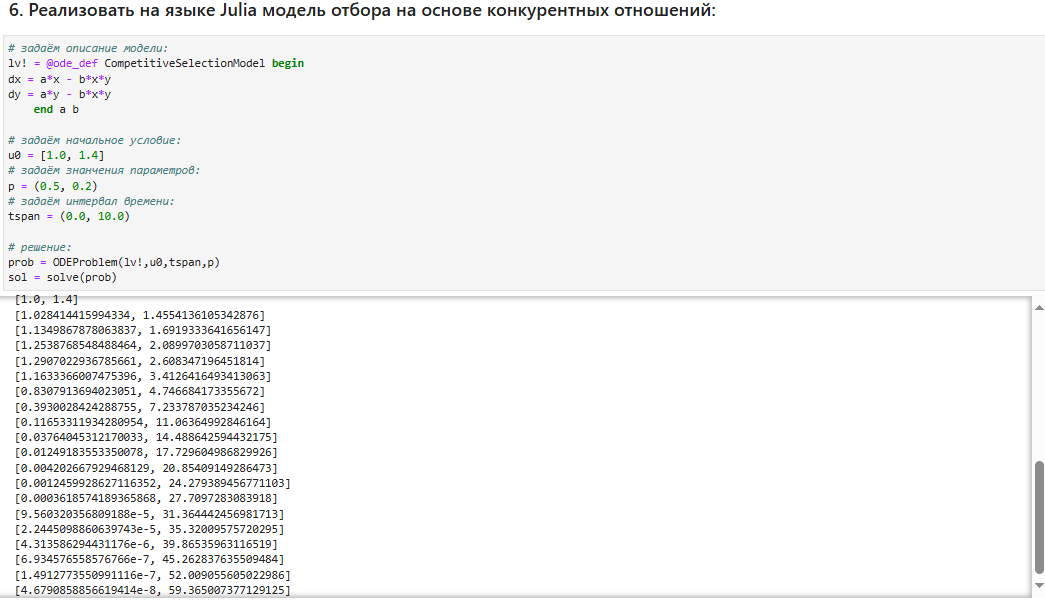 6. Реализовать на языке Julia модель отбора на основе конкурентных отношений:
# задаём описание модели:
lv! = @ode_def CompetitiveSelectionModel begin
dx = a*x - b*x*y
dy = a*y - b*x*y
end a b
# задаём начальное условие:
u0 = [1.0, 1.4]
# задаём знанчения параметров:
p = (0.5, 0.2)
# задаём интервал времени:
tspan = (0.0, 10.0)
# решение:
prob = ODEProblem(lv!,u0,tspan,p)
sol = solve(prob)
[1.0, 1.4]
[1.028414415994334, 1.4554136105342876]
[1.1349867878063837, 1.6919333641656147]
[1.2538768548488464, 2.0899703058711037]
[1.2907022936785661, 2.608347196451814]
[1.1633366007475396, 3.4126416493413063]
[0.8307913694023051, 4.746684173355672]
[0.3930028424288755, 7.233787035234246]
[0.11653311934280954, 11.06364992846164]
[0.03764045312170033, 14.488642594432175]
[0.01249183553350078, 17.729604986829926]
[0.004202667929468129, 20.85409149286473]
[0.0012459928627116352, 24.279389456771103]
[0.0003618574189365868, 27.7097283083918]
[9.560320356809188e-5, 31.364442456981713]
[2.2445098860639743e-5, 35.32009575720295]
[4.313586294431176e-6, 39.86535963116519]
[6.934576558576766e-7, 45.262837635509484]
[1.4912773550991116e-7, 52.009055605022986]
[4.6790858856619414e-8, 59.365007377129125]